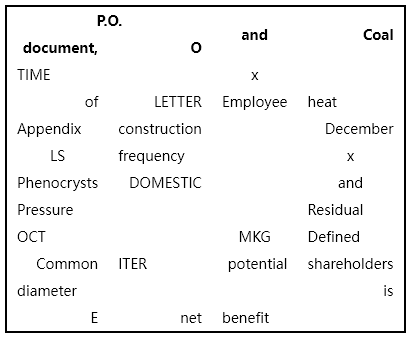 P.O. document, O and Coal
TIME x
of LETTER Employee heat
Appendix construction December
LS frequency x
Phenocrysts DOMESTIC and
Pressure Residual
OCT MKG Defined
Common ITER potential shareholders
diameter is
E net benefit